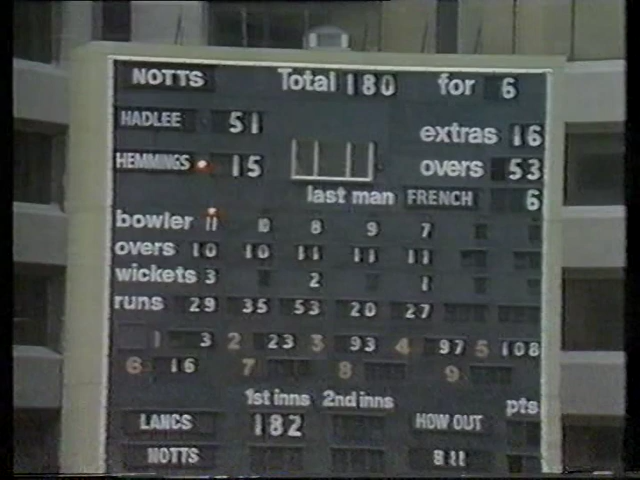 NOTTS Total 180 for 6
HADLEE 51
extras 16
HEMMINGS 15
overs 53
last man FRENCH 6
bowler 11 10 8 9 7
overs 10 10 11 11 11
wickets 3 2 1
runs 29 35 53 20 27
1 3 2 23 3 93 4 97 5 108
6 16 7 8 9
1st inns 2nd inns pts
LANCS 182 HOW OUT
NOTTS